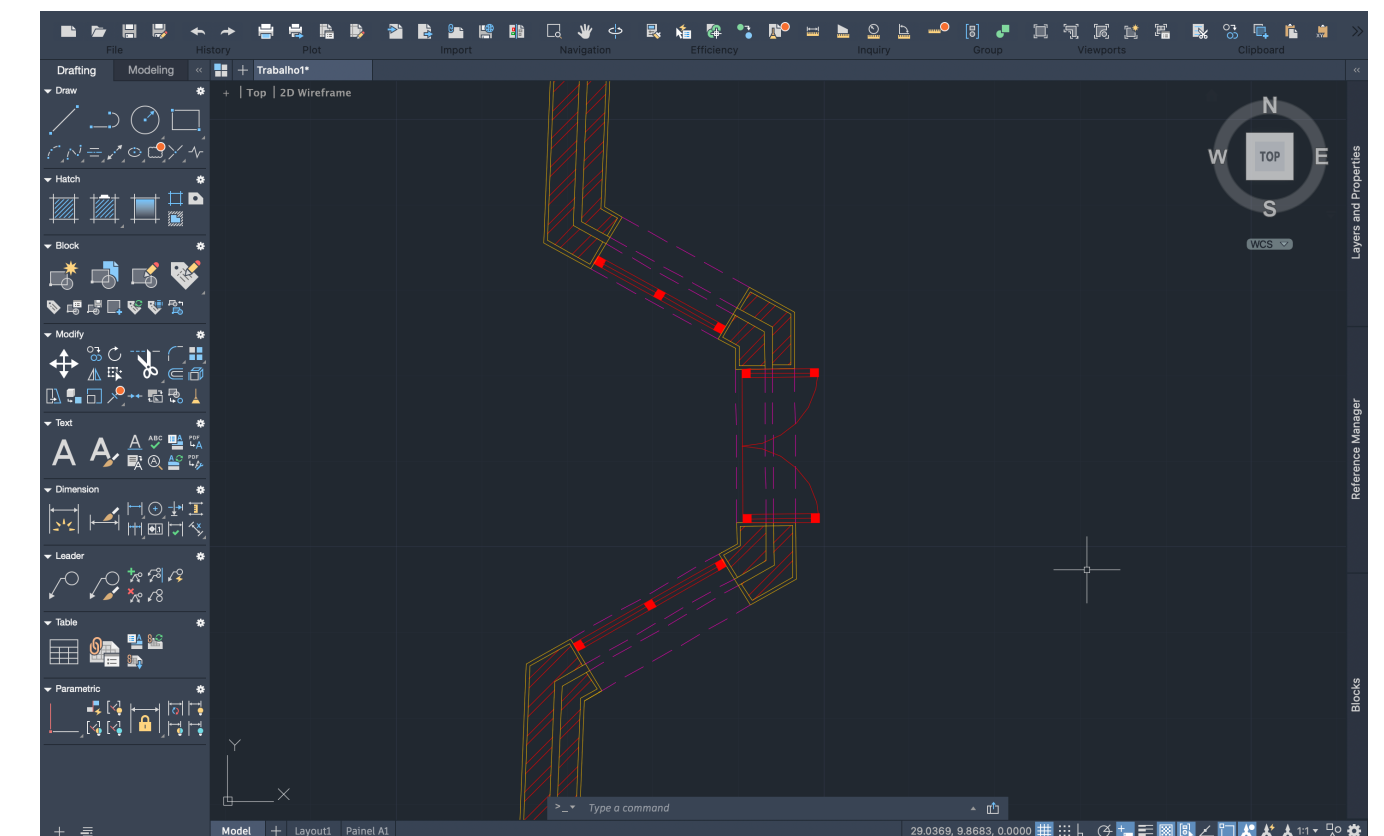 File History Plot Import Navigation Efficiency Inquiry Group Viewports Clipboard
Drafting Modeling Trabalho1*
+ | Top | 2D Wireframe
Draw
Hatch
Block
Modify
Text
Dimension
Leader
Table
Parametric
N
W TOP E
S
WCS
Layers and Properties
Reference Manager
Blocks
Y
X
>_ Type a command
Model + Layout1 Painel A1
29.0369, 9.8683, 0.0000 1:1